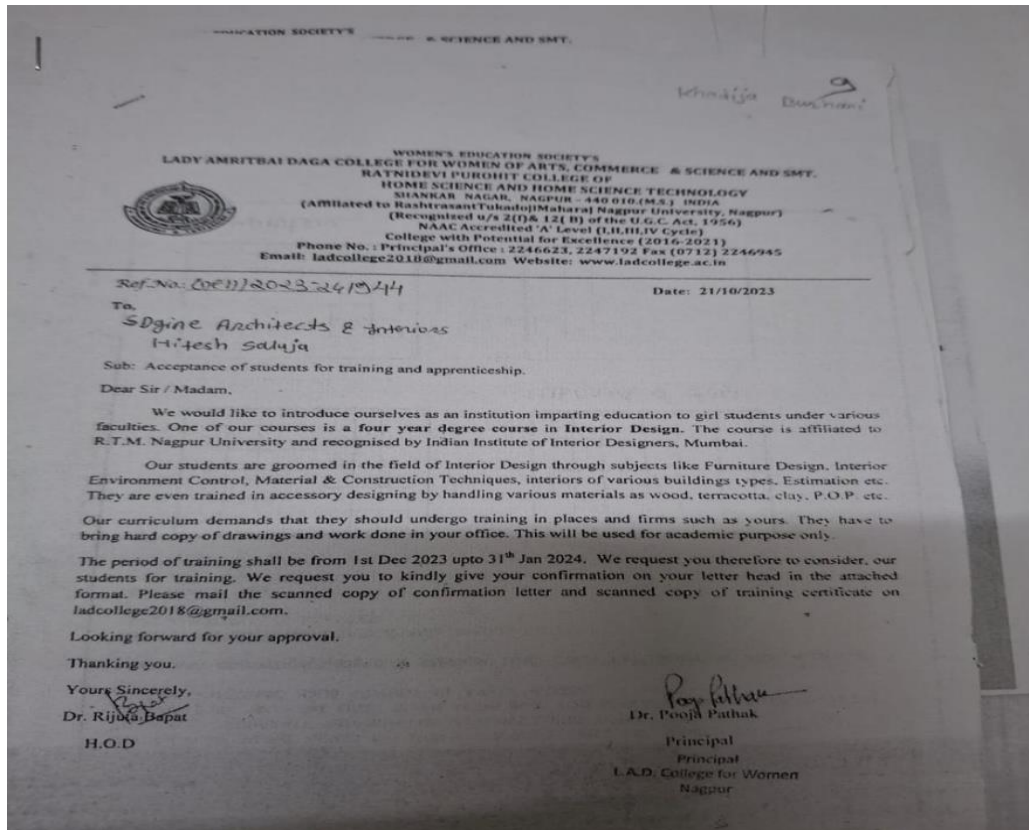 & SCIENCE AND SMT.
EDUCATION SOCIETY'S
9
Khadija Burhani
WOMEN'S EDUCATION SOCIETY'S
LADY AMRITBAI DAGA COLLEGE FOR WOMEN OF ARTS, COMMERCE & SCIENCE AND SMT.
RATNIDEVI PUROHIT COLLEGE OF
HOME SCIENCE AND HOME SCIENCE TECHNOLOGY
SHANKAR NAGAR, NAGPUR - 440 010.(M.S.) INDIA
(Affiliated to RashtrasantTukadojiMaharaj Nagpur University, Nagpur)
(Recognized u/s 2(f)& 12( B) of the U.G.C. Act, 1956)
NAAC Accredited 'A' Level (I,II,III,IV Cycle)
College with Potential for Excellence (2016-2021)
Phone No. : Principal's Office : 2246623, 2247192 Fax (0712) 2246945
Email: ladcollege2018@gmail.com Website: www.ladcollege.ac.in
Ref-No: 2023-24/944
Date: 21/10/2023
To,
SDgine Architects & Interiors
Hitesh Saluja
Sub: Acceptance of students for training and apprenticeship.
Dear Sir / Madam,
We would like to introduce ourselves as an institution imparting education to girl students under various
faculties. One of our courses is a four year degree course in Interior Design. The course is affiliated to
R.T.M. Nagpur University and recognised by Indian Institute of Interior Designers, Mumbai.
Our students are groomed in the field of Interior Design through subjects like Furniture Design, Interior
Environment Control, Material & Construction Techniques, interiors of various buildings types, Estimation etc.
They are even trained in accessory designing by handling various materials as wood, terracotta, clay, P.O.P. etc.
Our curriculum demands that they should undergo training in places and firms such as yours. They have to
bring hard copy of drawings and work done in your office. This will be used for academic purpose only.
The period of training shall be from 1st Dec 2023 upto 31th Jan 2024. We request you therefore to consider, our
students for training. We request you to kindly give your confirmation on your letter head in the attached
format. Please mail the scanned copy of confirmation letter and scanned copy of training certificate on
ladcollege2018@gmail.com.
Looking forward for your approval.
Thanking you.
Yours Sincerely,
Bapat
Dr. Rijuta Bapat
H.O.D
Pooja Pathak
Dr. Pooja Pathak
Principal
Principal
L.A.D. College for Women
Nagpur